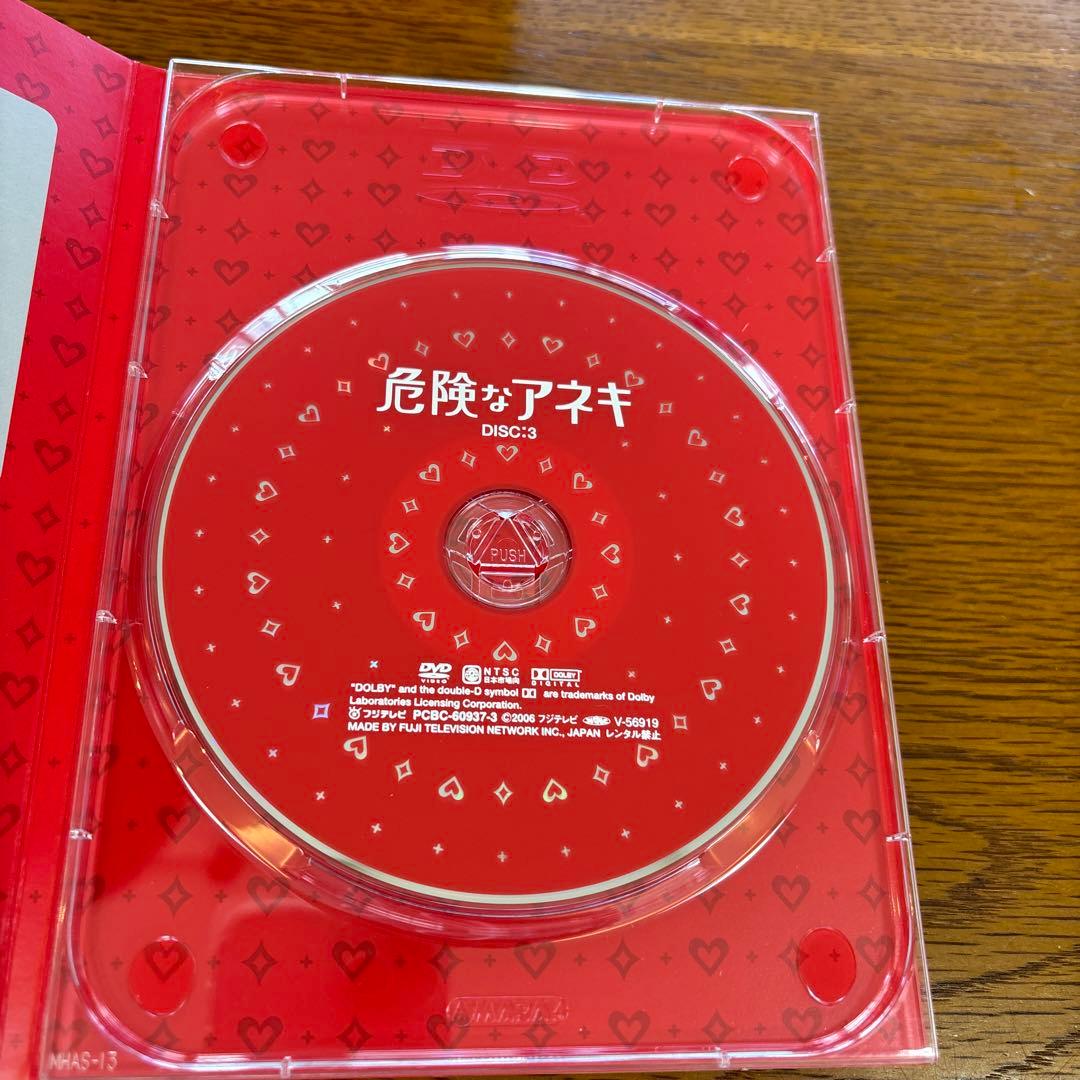 DVD
危険なアネキ
DISC:3
PUSH
DVD VIDEO NTSC 日本市場向 DOLBY DIGITAL
"DOLBY" and the double-D symbol are trademarks of Dolby
Laboratories Licensing Corporation.
フジテレビ PCBC-60937-3 ©2006 フジテレビ V-56919
MADE BY FUJI TELEVISION NETWORK INC., JAPAN レンタル禁止
MHAS-13